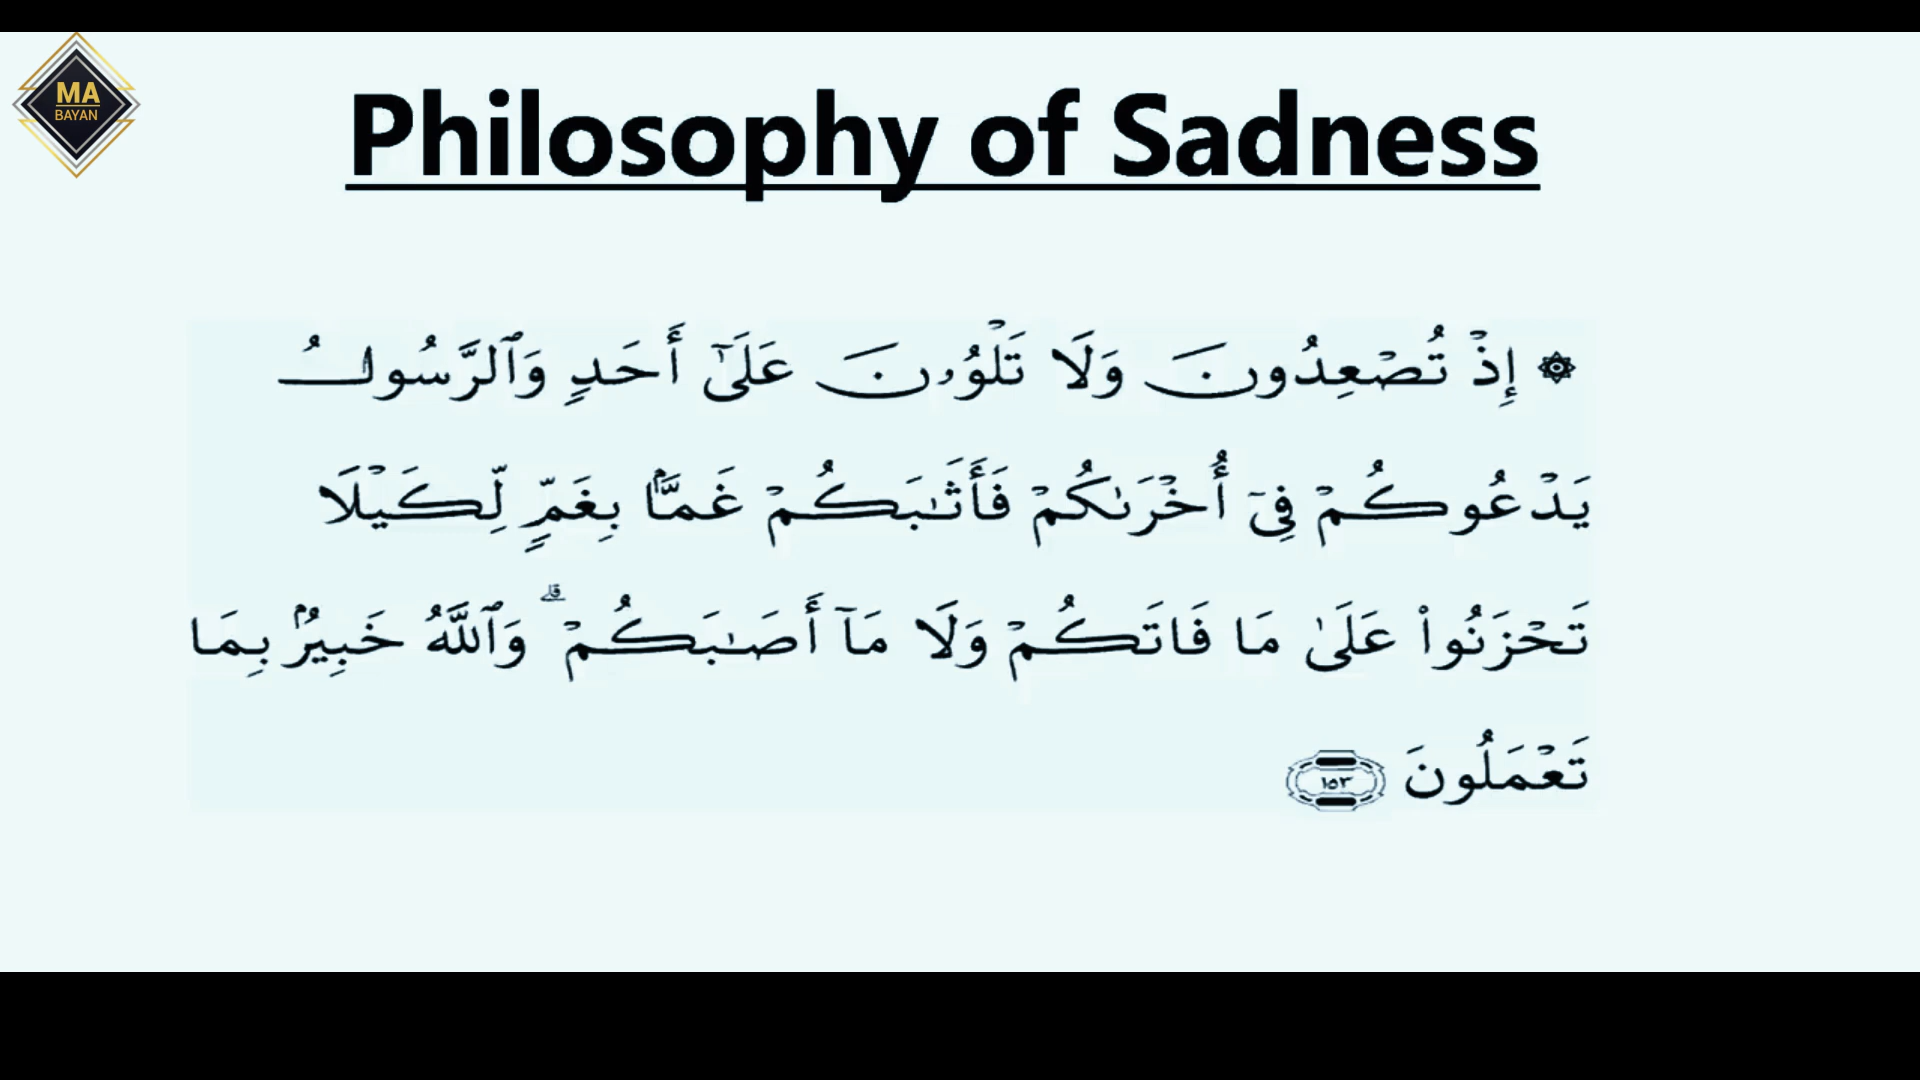 MA
BAYAN
Philosophy of Sadness
۞ إِذْ تُصْعِدُونَ وَلَا تَلْوُۥنَ عَلَىٰٓ أَحَدٍ وَٱلرَّسُولُ
يَدْعُوكُمْ فِىٓ أُخْرَىٰكُمْ فَأَثَـٰبَكُمْ غَمًّۢا بِغَمٍّ لِّكَيْلَا
تَحْزَنُوا۟ عَلَىٰ مَا فَاتَكُمْ وَلَا مَآ أَصَـٰبَكُمْ ۗ وَٱللَّهُ خَبِيرٌۢ بِمَا
تَعْمَلُونَ ١٥٣